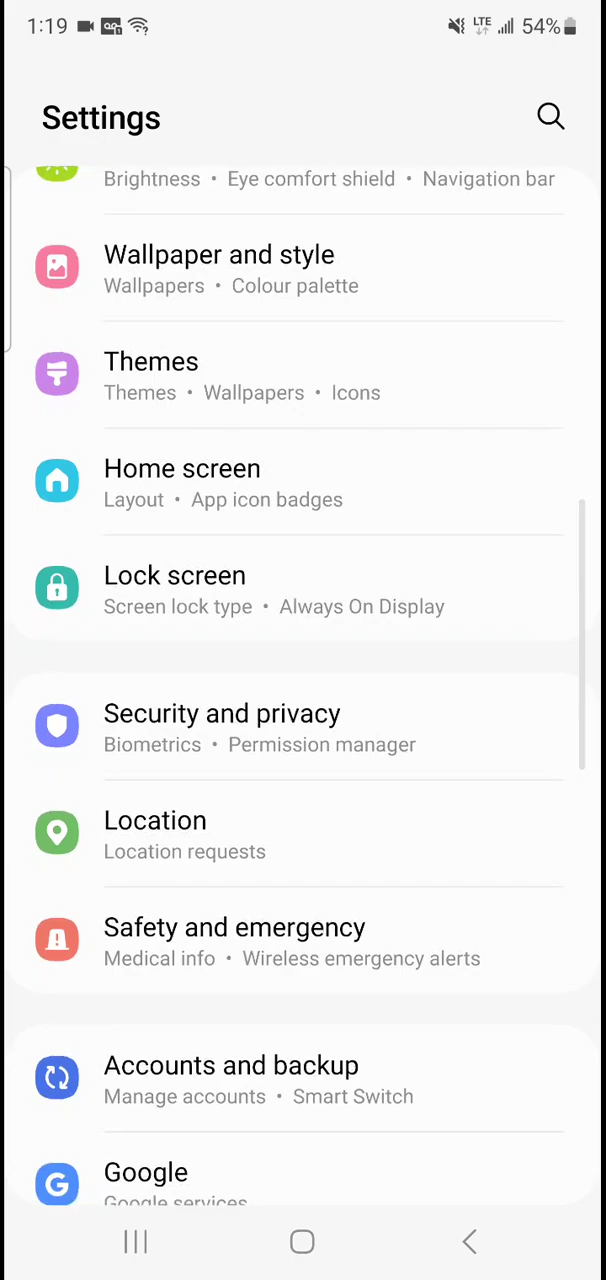 1:19 LTE 54%
Settings
Brightness • Eye comfort shield • Navigation bar
Wallpaper and style
Wallpapers • Colour palette
Themes
Themes • Wallpapers • Icons
Home screen
Layout • App icon badges
Lock screen
Screen lock type • Always On Display
Security and privacy
Biometrics • Permission manager
Location
Location requests
Safety and emergency
Medical info • Wireless emergency alerts
Accounts and backup
Manage accounts • Smart Switch
Google
Google services